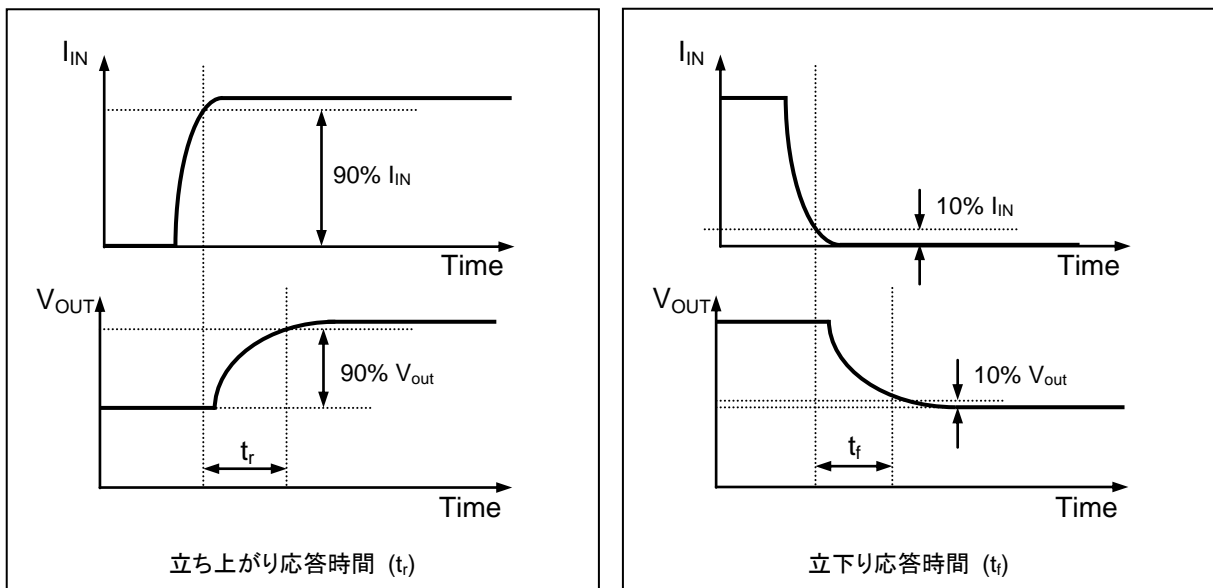 I_IN
90% I_IN
Time
V_OUT
90% V_out
t_r
Time
立ち上がり応答時間 (t_r)
I_IN
10% I_IN
Time
V_OUT
10% V_out
t_f
Time
立下り応答時間 (t_f)